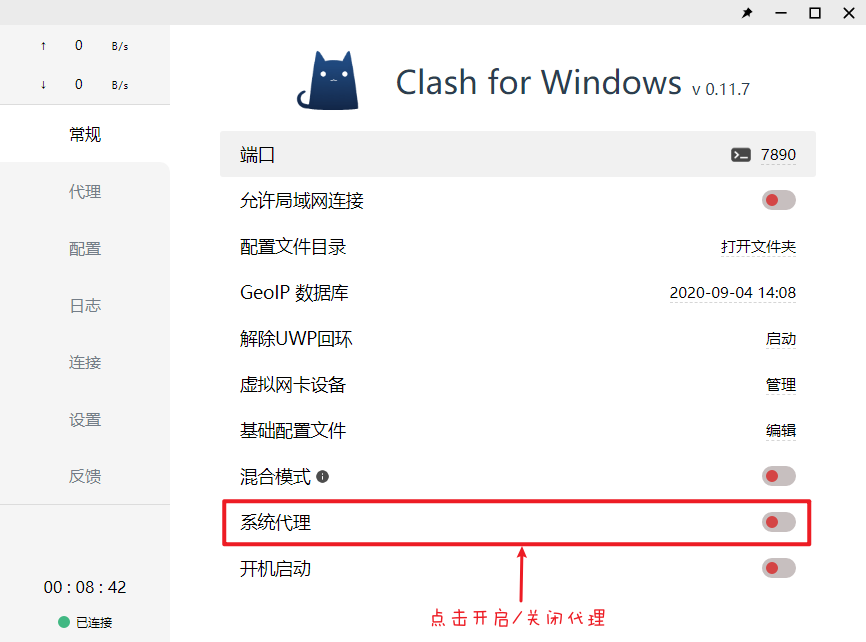 ↑ 0 B/s
↓ 0 B/s
常规
代理
配置
日志
连接
设置
反馈
00 : 08 : 42
已连接
Clash for Windows v 0.11.7
端口 7890
允许局域网连接
配置文件目录 打开文件夹
GeoIP 数据库 2020-09-04 14:08
解除UWP回环 启动
虚拟网卡设备 管理
基础配置文件 编辑
混合模式
系统代理
开机启动
点击开启/关闭代理